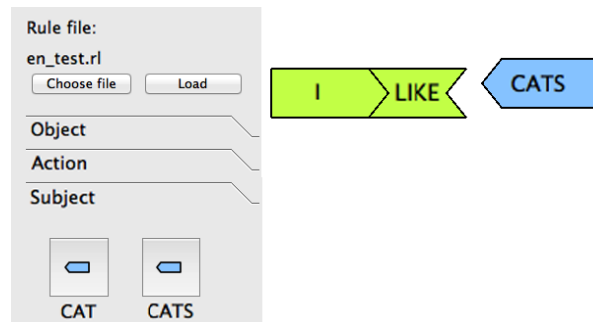 Rule file:
en_test.rl
Choose file Load
Object
Action
Subject
CAT CATS
I LIKE CATS